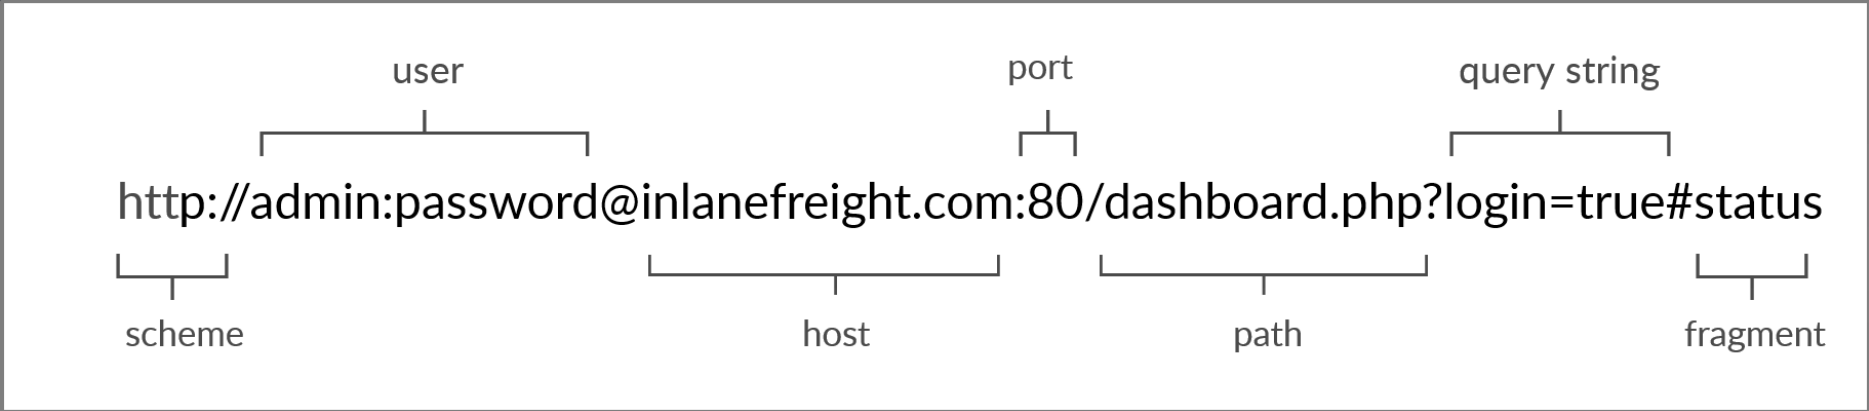 user port query string
http://admin:password@inlanefreight.com:80/dashboard.php?login=true#status
scheme host path fragment